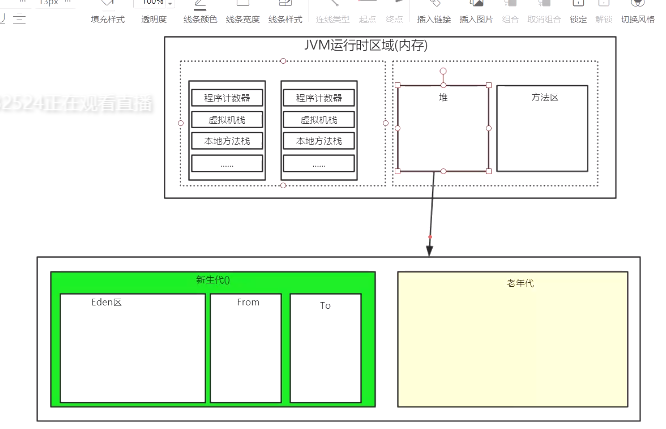 13px
100%
填充样式 透明度 线条颜色 线条宽度 线条样式 连线类型 起点 终点 插入链接 插入图片 组合 取消组合 锁定 解锁 切换风格
JVM运行时区域(内存)
2524正在观看直播
程序计数器 程序计数器 堆 方法区
虚拟机栈 虚拟机栈
本地方法栈 本地方法栈
...... ......
新生代() 老年代
Eden区 From To